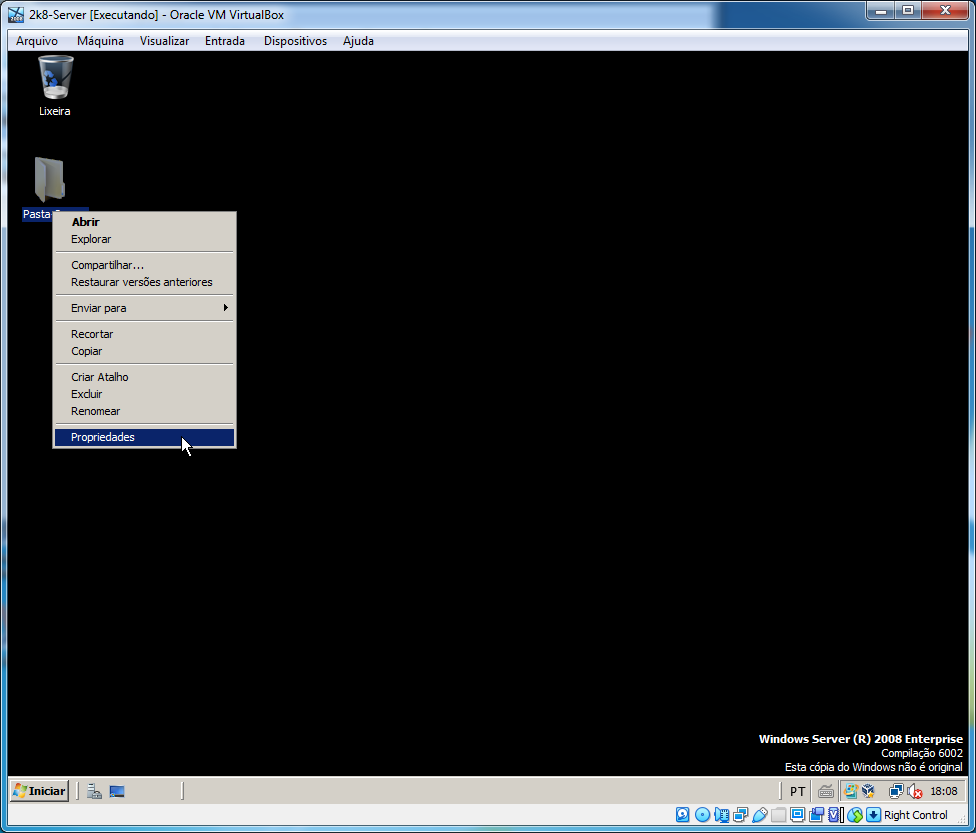 2k8-Server [Executando] - Oracle VM VirtualBox
Arquivo Máquina Visualizar Entrada Dispositivos Ajuda
Lixeira
Abrir
Explorar
Compartilhar...
Restaurar versões anteriores
Enviar para
Recortar
Copiar
Criar Atalho
Excluir
Renomear
Propriedades
Windows Server (R) 2008 Enterprise
Compilação 6002
Esta cópia do Windows não é original
Iniciar PT 18:08
Right Control